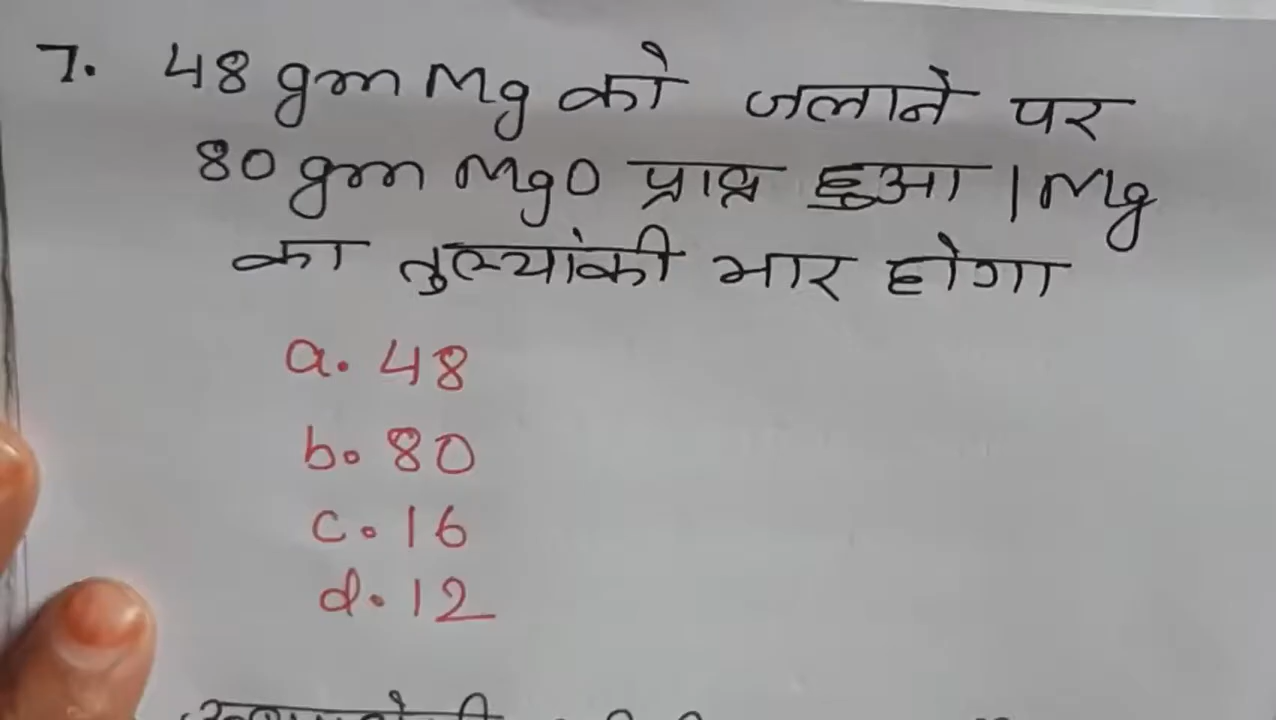 7. 48 gm Mg को जलाने पर
80 gm MgO प्राप्त हुआ । Mg
का तुल्यांकी भार होगा
a. 48
b. 80
c. 16
d. 12